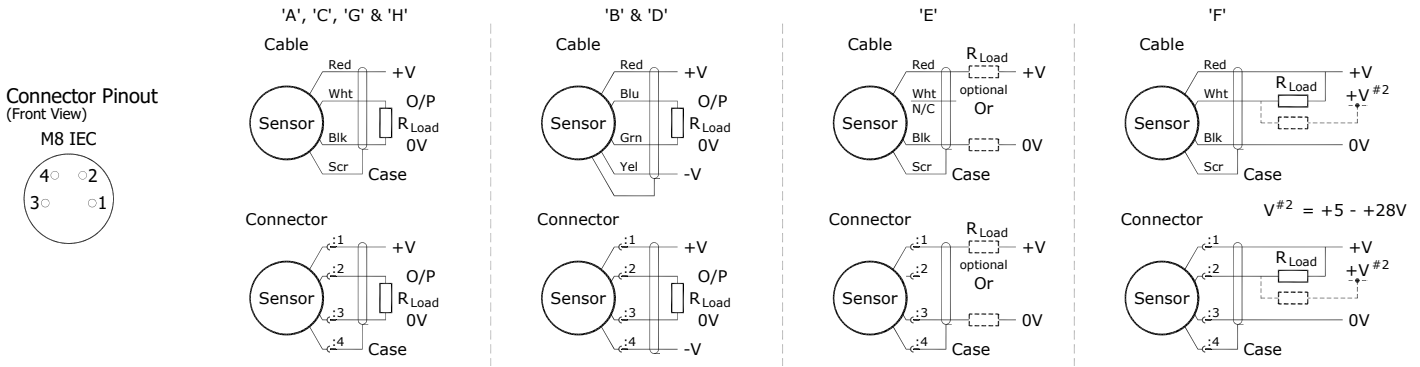 Connector Pinout
(Front View)
M8 IEC
4 2
3 1
'A', 'C', 'G' & 'H'
Cable
Sensor
Red +V
Wht O/P
RLoad
Blk 0V
Scr Case
Connector
Sensor
:1 +V
:2 O/P
RLoad
:3 0V
:4 Case
'B' & 'D'
Cable
Sensor
Red +V
Blu O/P
RLoad
Grn 0V
Yel -V
Connector
Sensor
:1 +V
:2 O/P
RLoad
:3 0V
:4 -V
'E'
Cable
Sensor
RLoad
Red +V
optional
Wht
N/C Or
Blk 0V
Scr Case
Connector
Sensor
RLoad
:1 +V
optional
:2 Or
:3 0V
:4 Case
'F'
Cable
Sensor
Red +V
RLoad
Wht +V#2
Blk 0V
Scr Case
V#2 = +5 - +28V
Connector
Sensor
:1 +V
RLoad
:2 +V#2
:3 0V
:4 Case